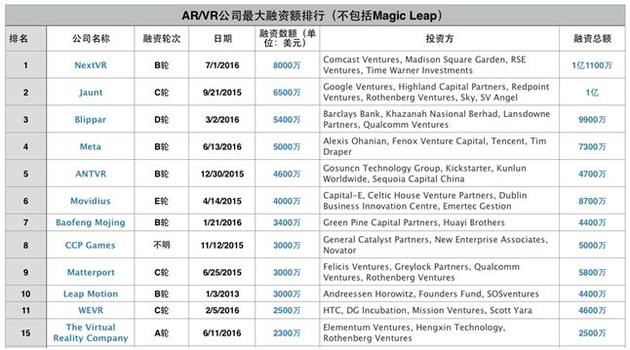 AR/VR公司最大融资额排行（不包括Magic Leap）
排名 公司名称 融资轮次 日期 融资数额（单位：美元） 投资方 融资总额
1 NextVR B轮 7/1/2016 8000万 Comcast Ventures, Madison Square Garden, RSE Ventures, Time Warner Investments 1亿1100万
2 Jaunt C轮 9/21/2015 6500万 Google Ventures, Highland Capital Partners, Redpoint Ventures, Rothenberg Ventures, Sky, SV Angel 1亿
3 Blippar D轮 3/2/2016 5400万 Barclays Bank, Khazanah Nasional Berhad, Lansdowne Partners, Qualcomm Ventures 9900万
4 Meta B轮 6/13/2016 5000万 Alexis Ohanian, Fenox Venture Capital, Tencent, Tim Draper 7300万
5 ANTVR B轮 12/30/2015 4600万 Gosuncn Technology Group, Kickstarter, Kunlun Worldwide, Sequoia Capital China 4700万
6 Movidius E轮 4/14/2015 4000万 Capital-E, Celtic House Venture Partners, Dublin Business Innovation Centre, Emertec Gestion 8700万
7 Baofeng Mojing B轮 1/21/2016 3400万 Green Pine Capital Partners, Huayi Brothers 4400万
8 CCP Games 不明 11/12/2015 3000万 General Catalyst Partners, New Enterprise Associates, Novator 5000万
9 Matterport C轮 6/25/2015 3000万 Felicis Ventures, Greylock Partners, Qualcomm Ventures, Rothenberg Ventures 5800万
10 Leap Motion B轮 1/3/2013 3000万 Andreessen Horowitz, Founders Fund, SOSventures 4400万
11 WEVR C轮 2/5/2016 2500万 HTC, DG Incubation, Mission Ventures, Scott Yara 4600万
15 The Virtual Reality Company A轮 6/11/2016 2300万 Elementum Ventures, Hengxin Technology, Rothenberg Ventures 2500万